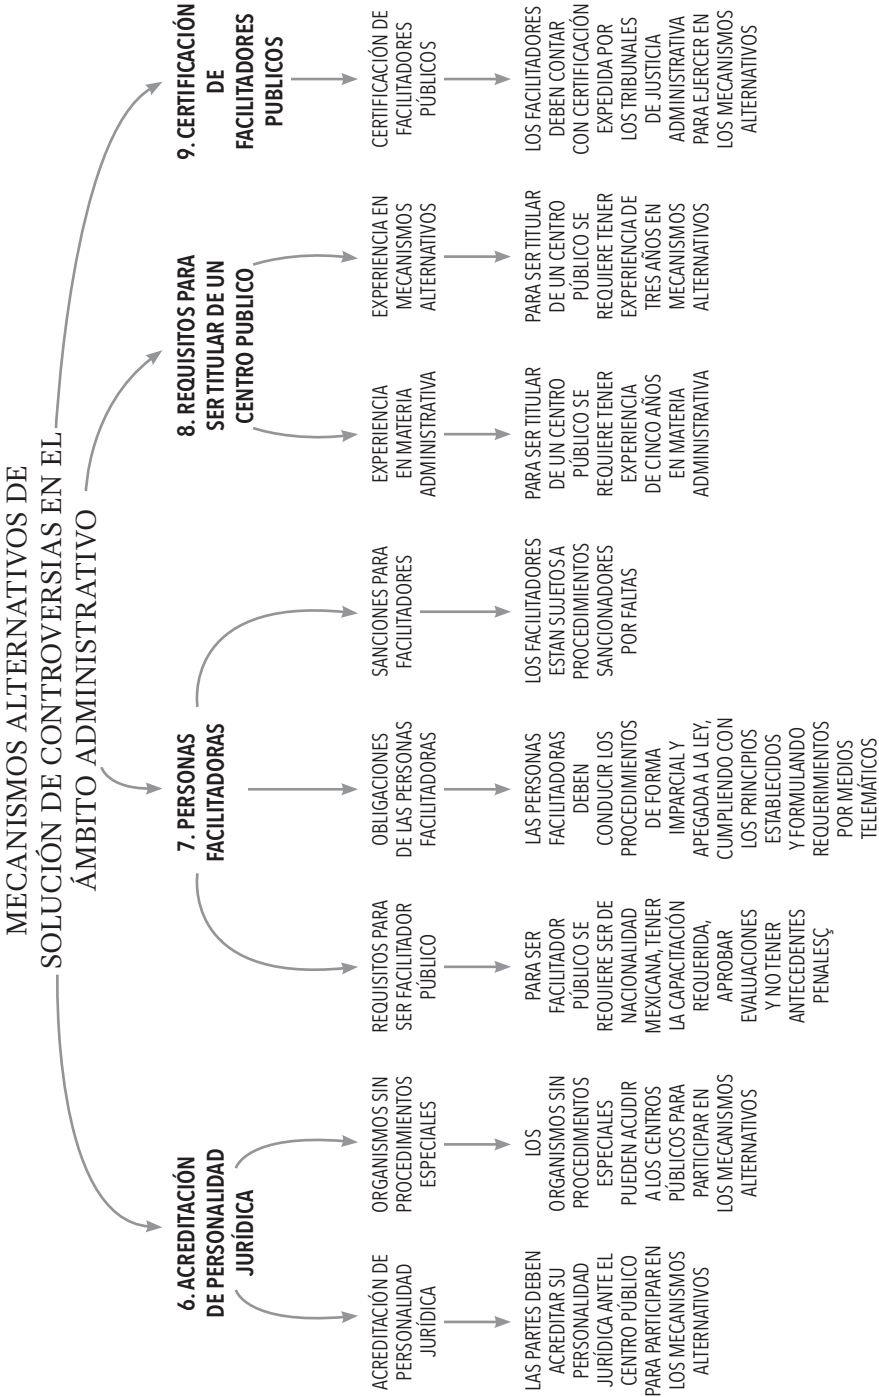 MECANISMOS ALTERNATIVOS DE
SOLUCIÓN DE CONTROVERSIAS EN EL
ÁMBITO ADMINISTRATIVO
6. ACREDITACIÓN
DE PERSONALIDAD
JURÍDICA
ACREDITACIÓN DE
PERSONALIDAD
JURÍDICA
LAS PARTES DEBEN
ACREDITAR SU
PERSONALIDAD
JURÍDICA ANTE EL
CENTRO PÚBLICO
PARA PARTICIPAR EN
LOS MECANISMOS
ALTERNATIVOS
ORGANISMOS SIN
PROCEDIMIENTOS
ESPECIALES
LOS
ORGANISMOS SIN
PROCEDIMIENTOS
ESPECIALES
PUEDEN ACUDIR
A LOS CENTROS
PÚBLICOS PARA
PARTICIPAR EN
LOS MECANISMOS
ALTERNATIVOS
7. PERSONAS
FACILITADORAS
REQUISITOS PARA
SER FACILITADOR
PÚBLICO
PARA SER
FACILITADOR
PÚBLICO SE
REQUIERE SER DE
NACIONALIDAD
MEXICANA, TENER
LA CAPACITACIÓN
REQUERIDA,
APROBAR
EVALUACIONES
Y NO TENER
ANTECEDENTES
PENALESÇ
OBLIGACIONES
DE LAS PERSONAS
FACILITADORAS
LAS PERSONAS
FACILITADORAS
DEBEN
CONDUCIR LOS
PROCEDIMIENTOS
DE FORMA
IMPARCIAL Y
APEGADA A LA LEY,
CUMPLIENDO CON
LOS PRINCIPIOS
ESTABLECIDOS
Y FORMULANDO
REQUERIMIENTOS
POR MEDIOS
TELEMÁTICOS
SANCIONES PARA
FACILITADORES
LOS FACILITADORES
ESTAN SUJETOS A
PROCEDIMIENTOS
SANCIONADORES
POR FALTAS
8. REQUISITOS PARA
SER TITULAR DE UN
CENTRO PUBLICO
EXPERIENCIA
EN MATERIA
ADMINISTRATIVA
PARA SER TITULAR
DE UN CENTRO
PÚBLICO SE
REQUIERE TENER
EXPERIENCIA
DE CINCO AÑOS
EN MATERIA
ADMINISTRATIVA
EXPERIENCIA EN
MECANISMOS
ALTERNATIVOS
PARA SER TITULAR
DE UN CENTRO
PÚBLICO SE
REQUIERE TENER
EXPERIENCIA DE
TRES AÑOS EN
MECANISMOS
ALTERNATIVOS
9. CERTIFICACIÓN
DE
FACILITADORES
PUBLICOS
CERTIFICACIÓN DE
FACILITADORES
PÚBLICOS
LOS FACILITADORES
DEBEN CONTAR
CON CERTIFICACIÓN
EXPEDIDA POR
LOS TRIBUNALES
DE JUSTICIA
ADMINISTRATIVA
PARA EJERCER EN
LOS MECANISMOS
ALTERNATIVOS